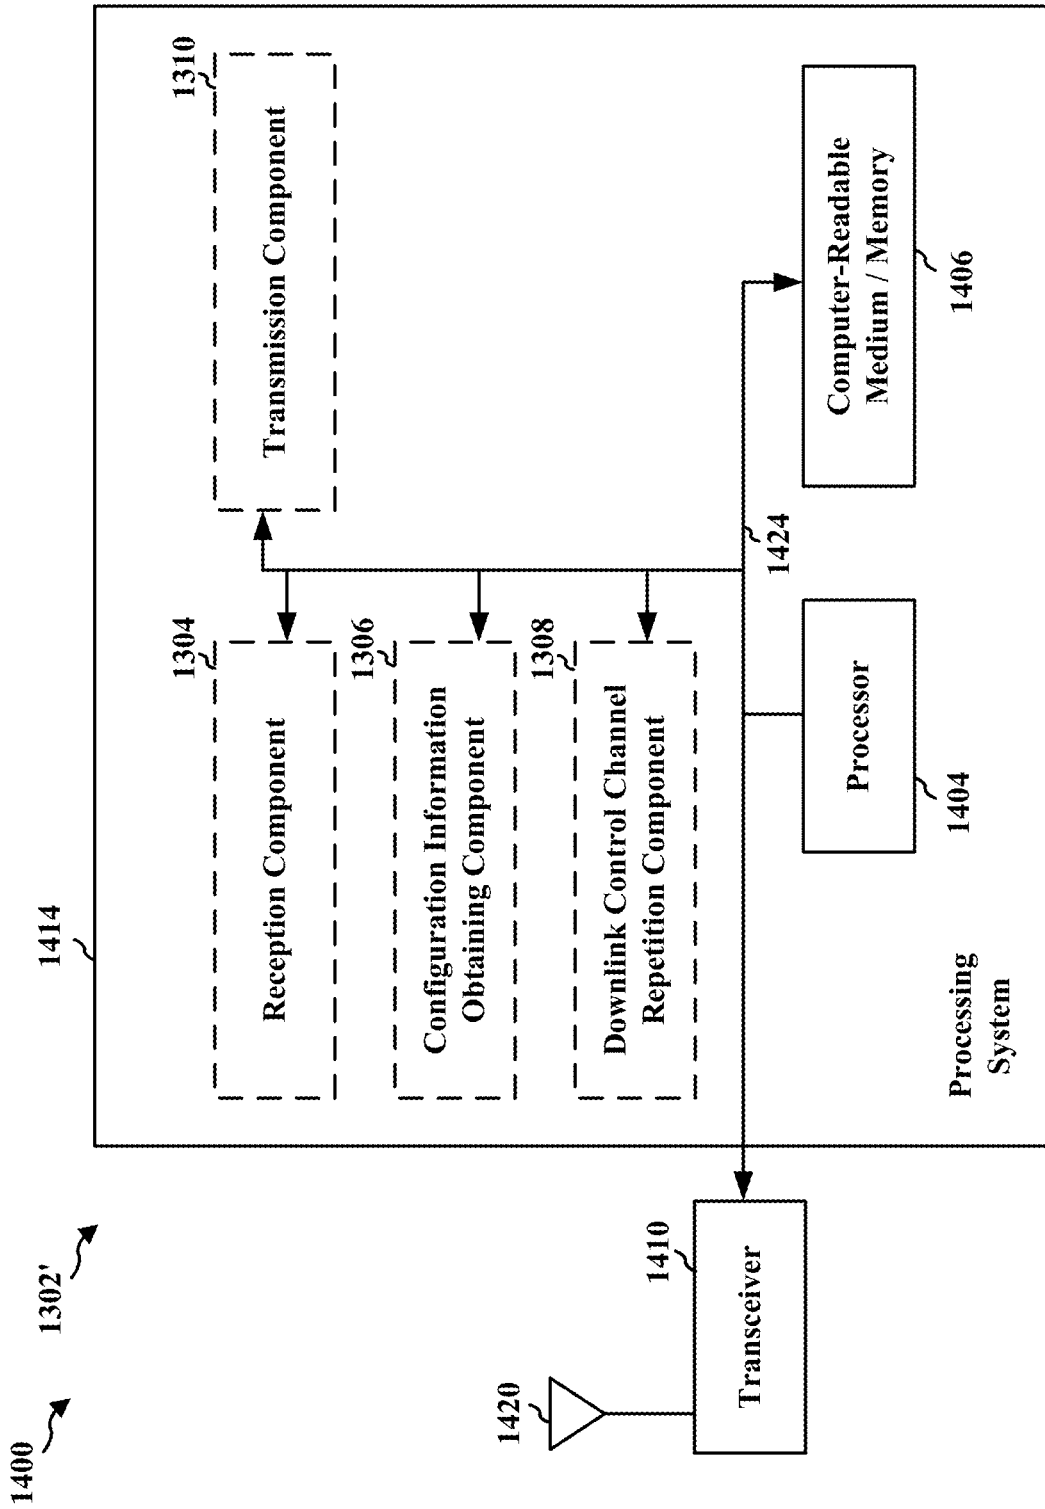 1400
1302'
1414
1310
Transmission Component
1304
Reception Component
1306
Configuration Information
Obtaining Component
1308
Downlink Control Channel
Repetition Component
1424
1420
1410
Transceiver
Processor
1404
Computer-Readable
Medium / Memory
1406
Processing
System